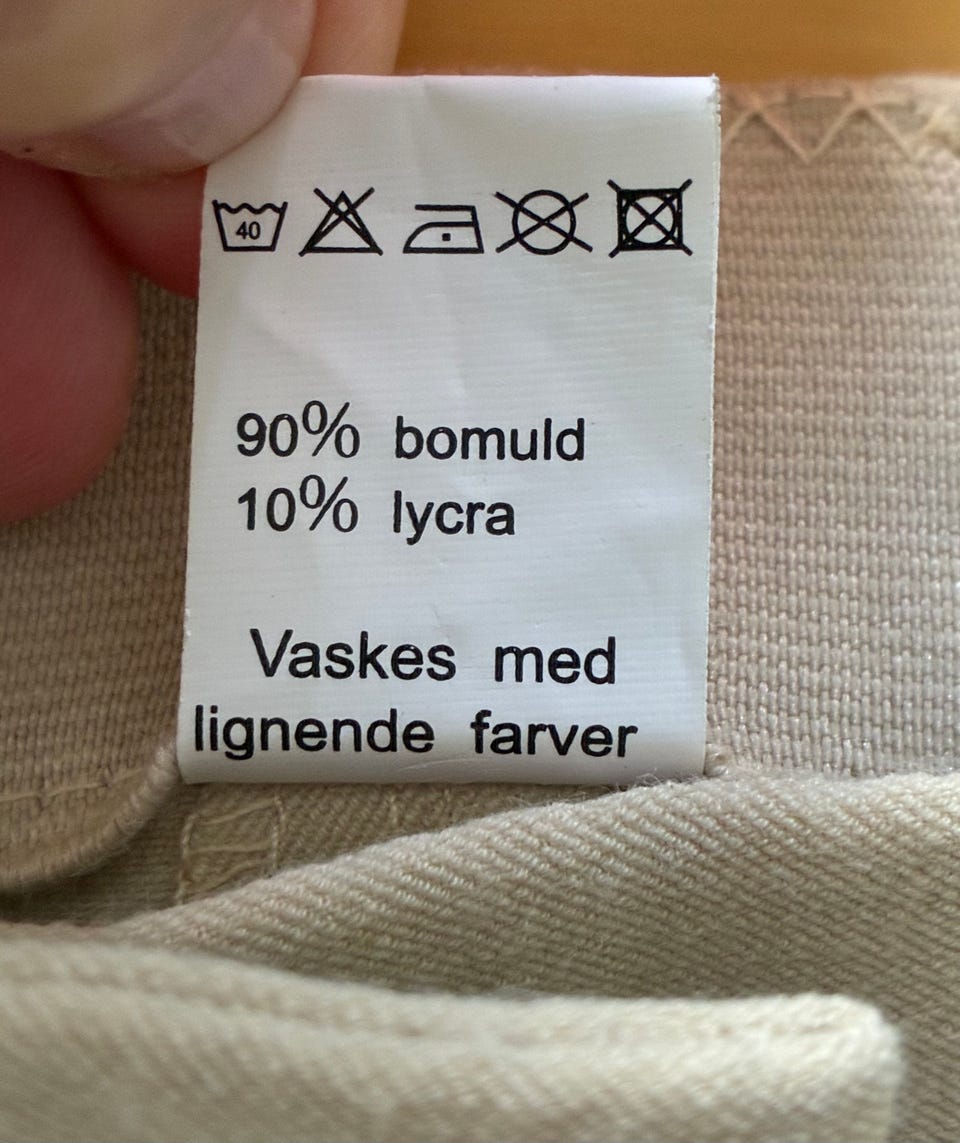 40
90% bomuld
10% lycra
Vaskes med
lignende farver